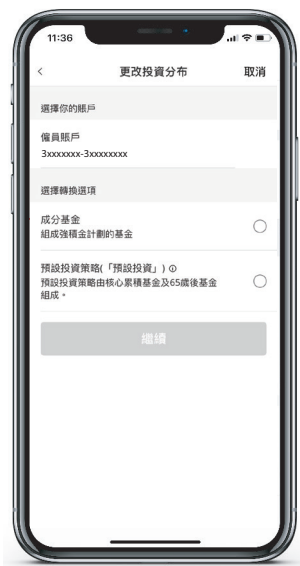 11:36
更改投資分布
取消
選擇你的賬戶
僱員賬戶
3xxxxxxx-3xxxxxxxx
選擇轉換選項
成分基金
組成強積金計劃的基金
預設投資策略(「預設投資」)
預設投資策略由核心累積基金及65歲後基金
組成。
繼續